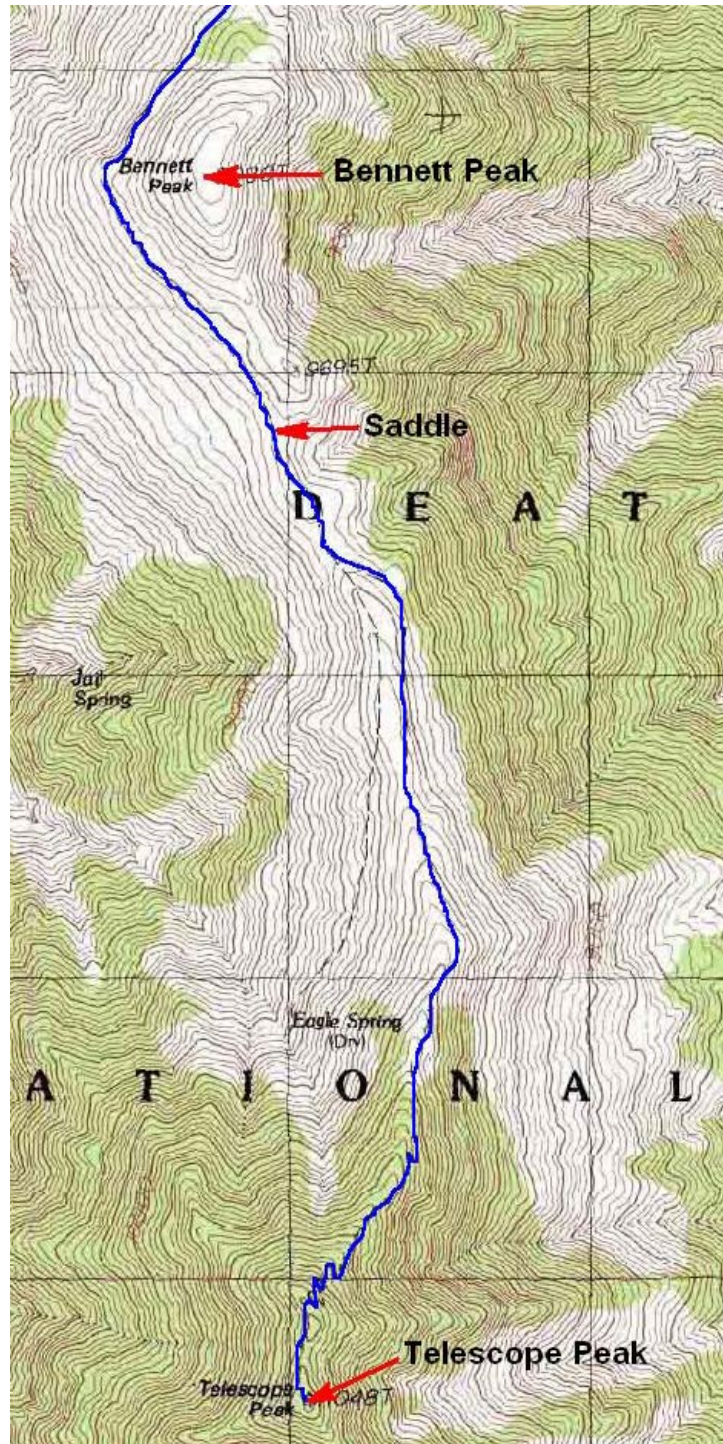 Bennett
Peak
Bennett Peak
9695T
Saddle
D E A T
Jail
Spring
Eagle Spring
(Dry)
A T I O N A L
Telescope Peak
Telescope
Peak